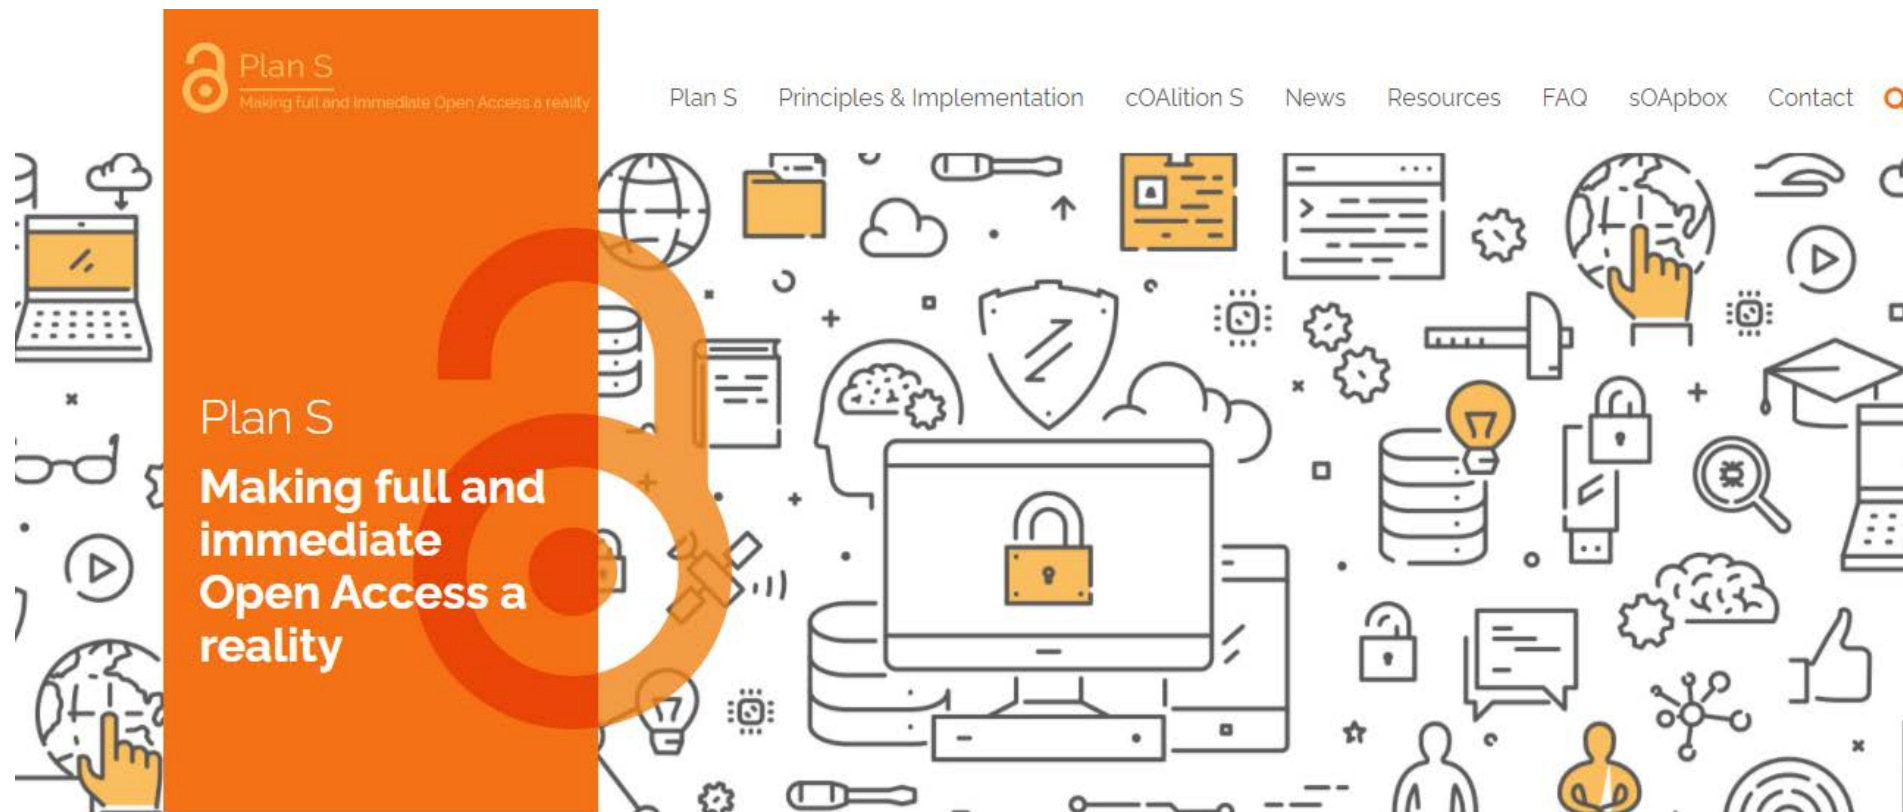 Plan S
Making full and immediate Open Access a reality
Plan S Principles & Implementation cOAlition S News Resources FAQ sOApbox Contact
Plan S
Making full and
immediate
Open Access a
reality